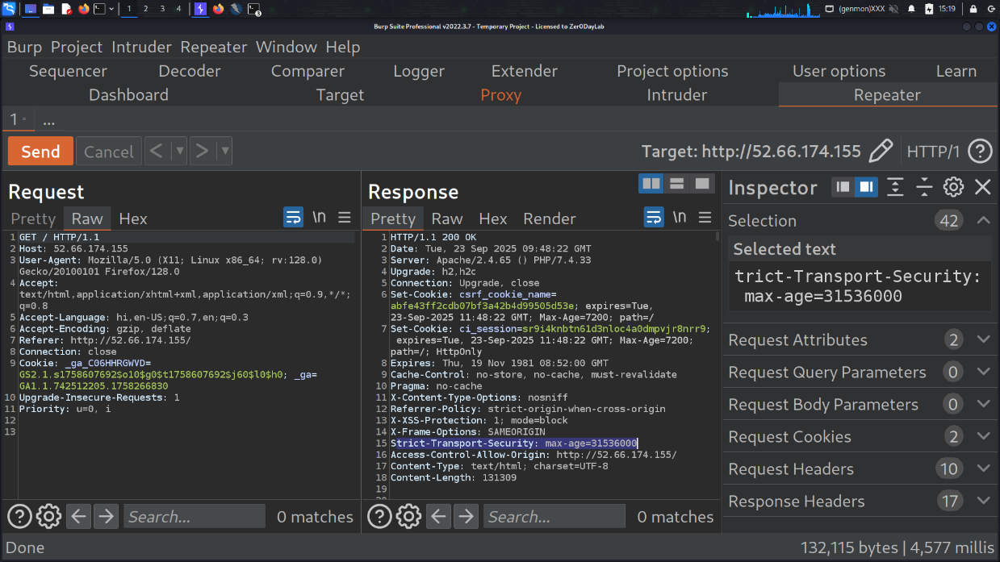 1 2 3 4
3
(genmon)XXX
15:19
Burp Suite Professional v2022.3.7 - Temporary Project - Licensed to Zer0DayLab
Burp Project Intruder Repeater Window Help
Sequencer Decoder Comparer Logger Extender Project options User options Learn
Dashboard Target Proxy Intruder Repeater
1 ...
Send Cancel < > Target: http://52.66.174.155 HTTP/1 ?
Request
Pretty Raw Hex \n
1 GET / HTTP/1.1
2 Host: 52.66.174.155
3 User-Agent: Mozilla/5.0 (X11; Linux x86_64; rv:128.0)
Gecko/20100101 Firefox/128.0
4 Accept:
text/html,application/xhtml+xml,application/xml;q=0.9,*/*;
q=0.8
5 Accept-Language: hi,en-US;q=0.7,en;q=0.3
6 Accept-Encoding: gzip, deflate
7 Referer: http://52.66.174.155/
8 Connection: close
9 Cookie: _ga_C06HHRGWVD=
GS2.1.s1758607692$o10$g0$t1758607692$j60$l0$h0; _ga=
GA1.1.742512205.1758266830
10 Upgrade-Insecure-Requests: 1
11 Priority: u=0, i
12
13
? Search... 0 matches
Response
Pretty Raw Hex Render \n
1 HTTP/1.1 200 OK
2 Date: Tue, 23 Sep 2025 09:48:22 GMT
3 Server: Apache/2.4.65 () PHP/7.4.33
4 Upgrade: h2,h2c
5 Connection: Upgrade, close
6 Set-Cookie: csrf_cookie_name=
abfe43ff2cdb07bf3a42b4d99505d53e; expires=Tue,
23-Sep-2025 11:48:22 GMT; Max-Age=7200; path=/
7 Set-Cookie: ci_session=sr9i4knbtn61d3nloc4a0dmpvjr8nrr9;
expires=Tue, 23-Sep-2025 11:48:22 GMT; Max-Age=7200;
path=/; HttpOnly
8 Expires: Thu, 19 Nov 1981 08:52:00 GMT
9 Cache-Control: no-store, no-cache, must-revalidate
10 Pragma: no-cache
11 X-Content-Type-Options: nosniff
12 Referrer-Policy: strict-origin-when-cross-origin
13 X-XSS-Protection: 1; mode=block
14 X-Frame-Options: SAMEORIGIN
15 Strict-Transport-Security: max-age=31536000
16 Access-Control-Allow-Origin: http://52.66.174.155/
17 Content-Type: text/html; charset=UTF-8
18 Content-Length: 131309
19
20
? Search... 0 matches
Inspector
Selection 42
Selected text
trict-Transport-Security:
max-age=31536000
Request Attributes 2
Request Query Parameters 0
Request Body Parameters 0
Request Cookies 2
Request Headers 10
Response Headers 17
Done 132,115 bytes | 4,577 millis